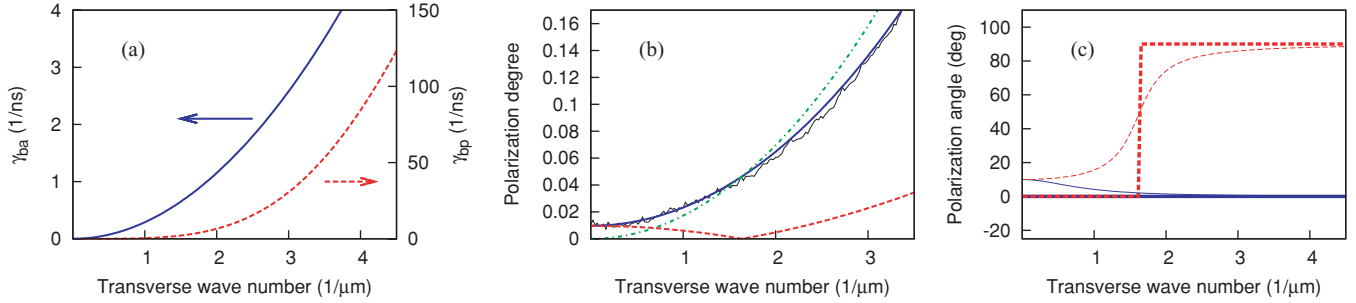 (a)
γba (1/ns)
4
3
2
1
0
150
100
50
0
γbp (1/ns)
1 2 3 4
Transverse wave number (1/μm)
(b)
Polarization degree
0.16
0.14
0.12
0.1
0.08
0.06
0.04
0.02
0
1 2 3
Transverse wave number (1/μm)
(c)
Polarization angle (deg)
100
80
60
40
20
0
-20
1 2 3 4
Transverse wave number (1/μm)